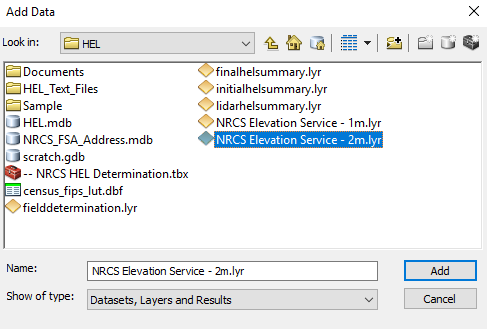 Add Data
Look in: HEL
Documents
HEL_Text_Files
Sample
HEL.mdb
NRCS_FSA_Address.mdb
scratch.gdb
-- NRCS HEL Determination.tbx
census_fips_lut.dbf
fielddetermination.lyr
finalhelsummary.lyr
initialhelsummary.lyr
lidarhelsummary.lyr
NRCS Elevation Service - 1m.lyr
NRCS Elevation Service - 2m.lyr
Name: NRCS Elevation Service - 2m.lyr Add
Show of type: Datasets, Layers and Results Cancel